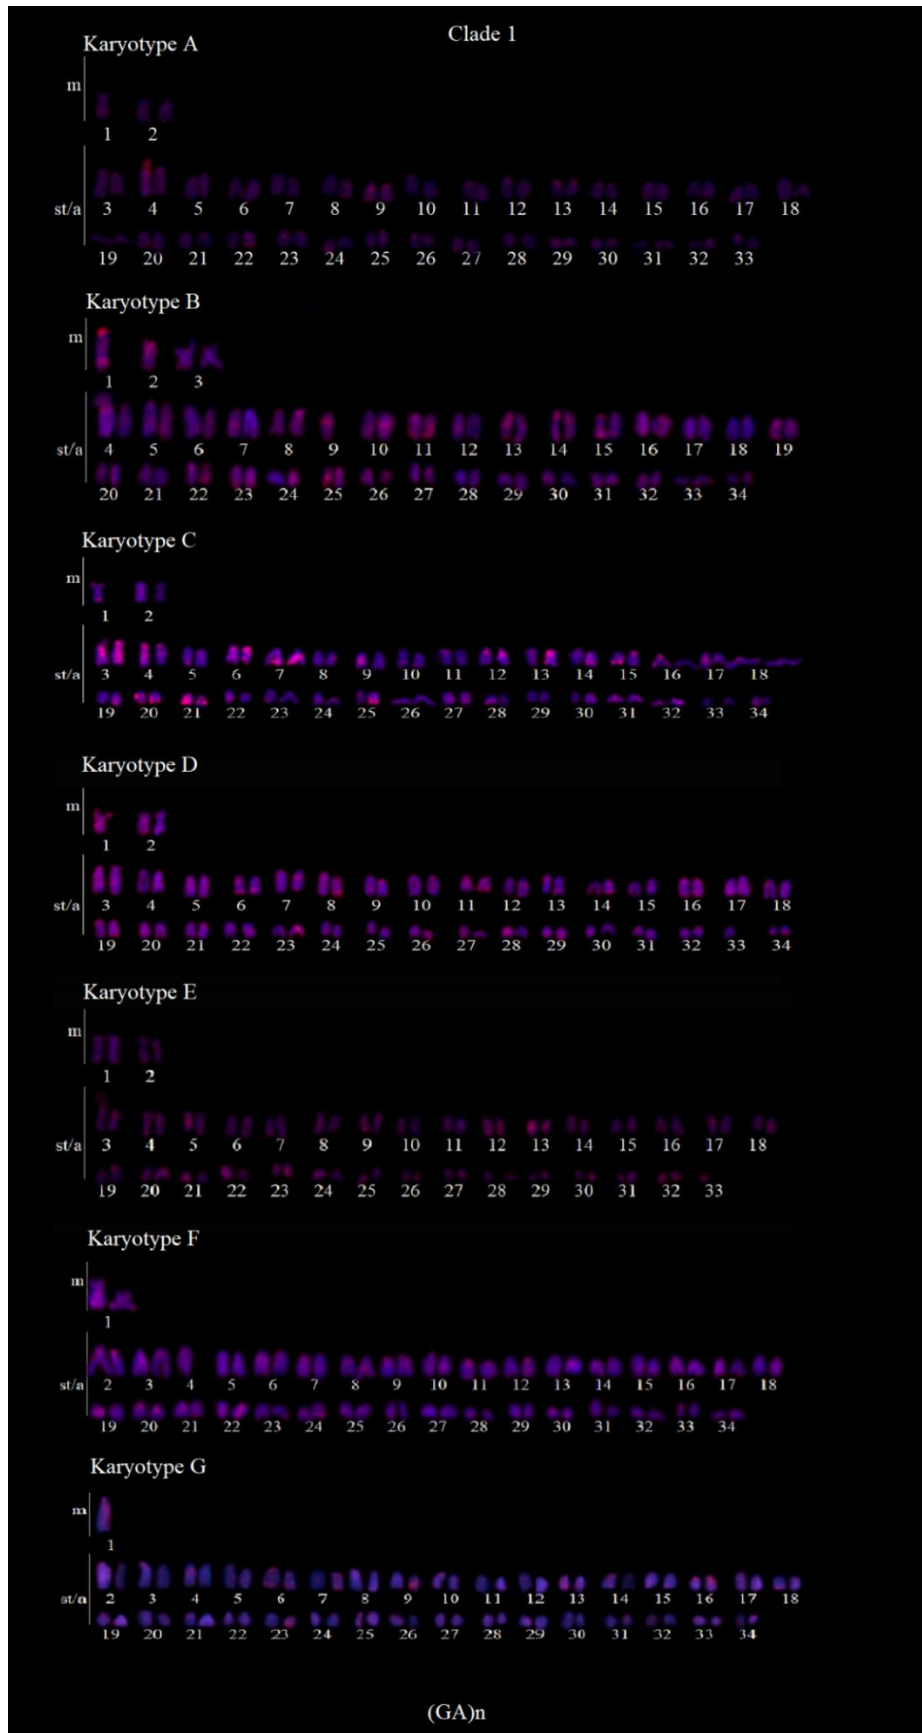 Clade 1
Karyotype A
m
1 2
st/a
3 4 5 6 7 8 9 10 11 12 13 14 15 16 17 18
19 20 21 22 23 24 25 26 27 28 29 30 31 32 33
Karyotype B
m
1 2 3
st/a
4 5 6 7 8 9 10 11 12 13 14 15 16 17 18 19
20 21 22 23 24 25 26 27 28 29 30 31 32 33 34
Karyotype C
m
1 2
st/a
3 4 5 6 7 8 9 10 11 12 13 14 15 16 17 18
19 20 21 22 23 24 25 26 27 28 29 30 31 32 33 34
Karyotype D
m
1 2
st/a
3 4 5 6 7 8 9 10 11 12 13 14 15 16 17 18
19 20 21 22 23 24 25 26 27 28 29 30 31 32 33 34
Karyotype E
m
1 2
st/a
3 4 5 6 7 8 9 10 11 12 13 14 15 16 17 18
19 20 21 22 23 24 25 26 27 28 29 30 31 32 33
Karyotype F
m
1
st/a
2 3 4 5 6 7 8 9 10 11 12 13 14 15 16 17 18
19 20 21 22 23 24 25 26 27 28 29 30 31 32 33 34
Karyotype G
m
1
st/a
2 3 4 5 6 7 8 9 10 11 12 13 14 15 16 17 18
19 20 21 22 23 24 25 26 27 28 29 30 31 32 33 34
(GA)n